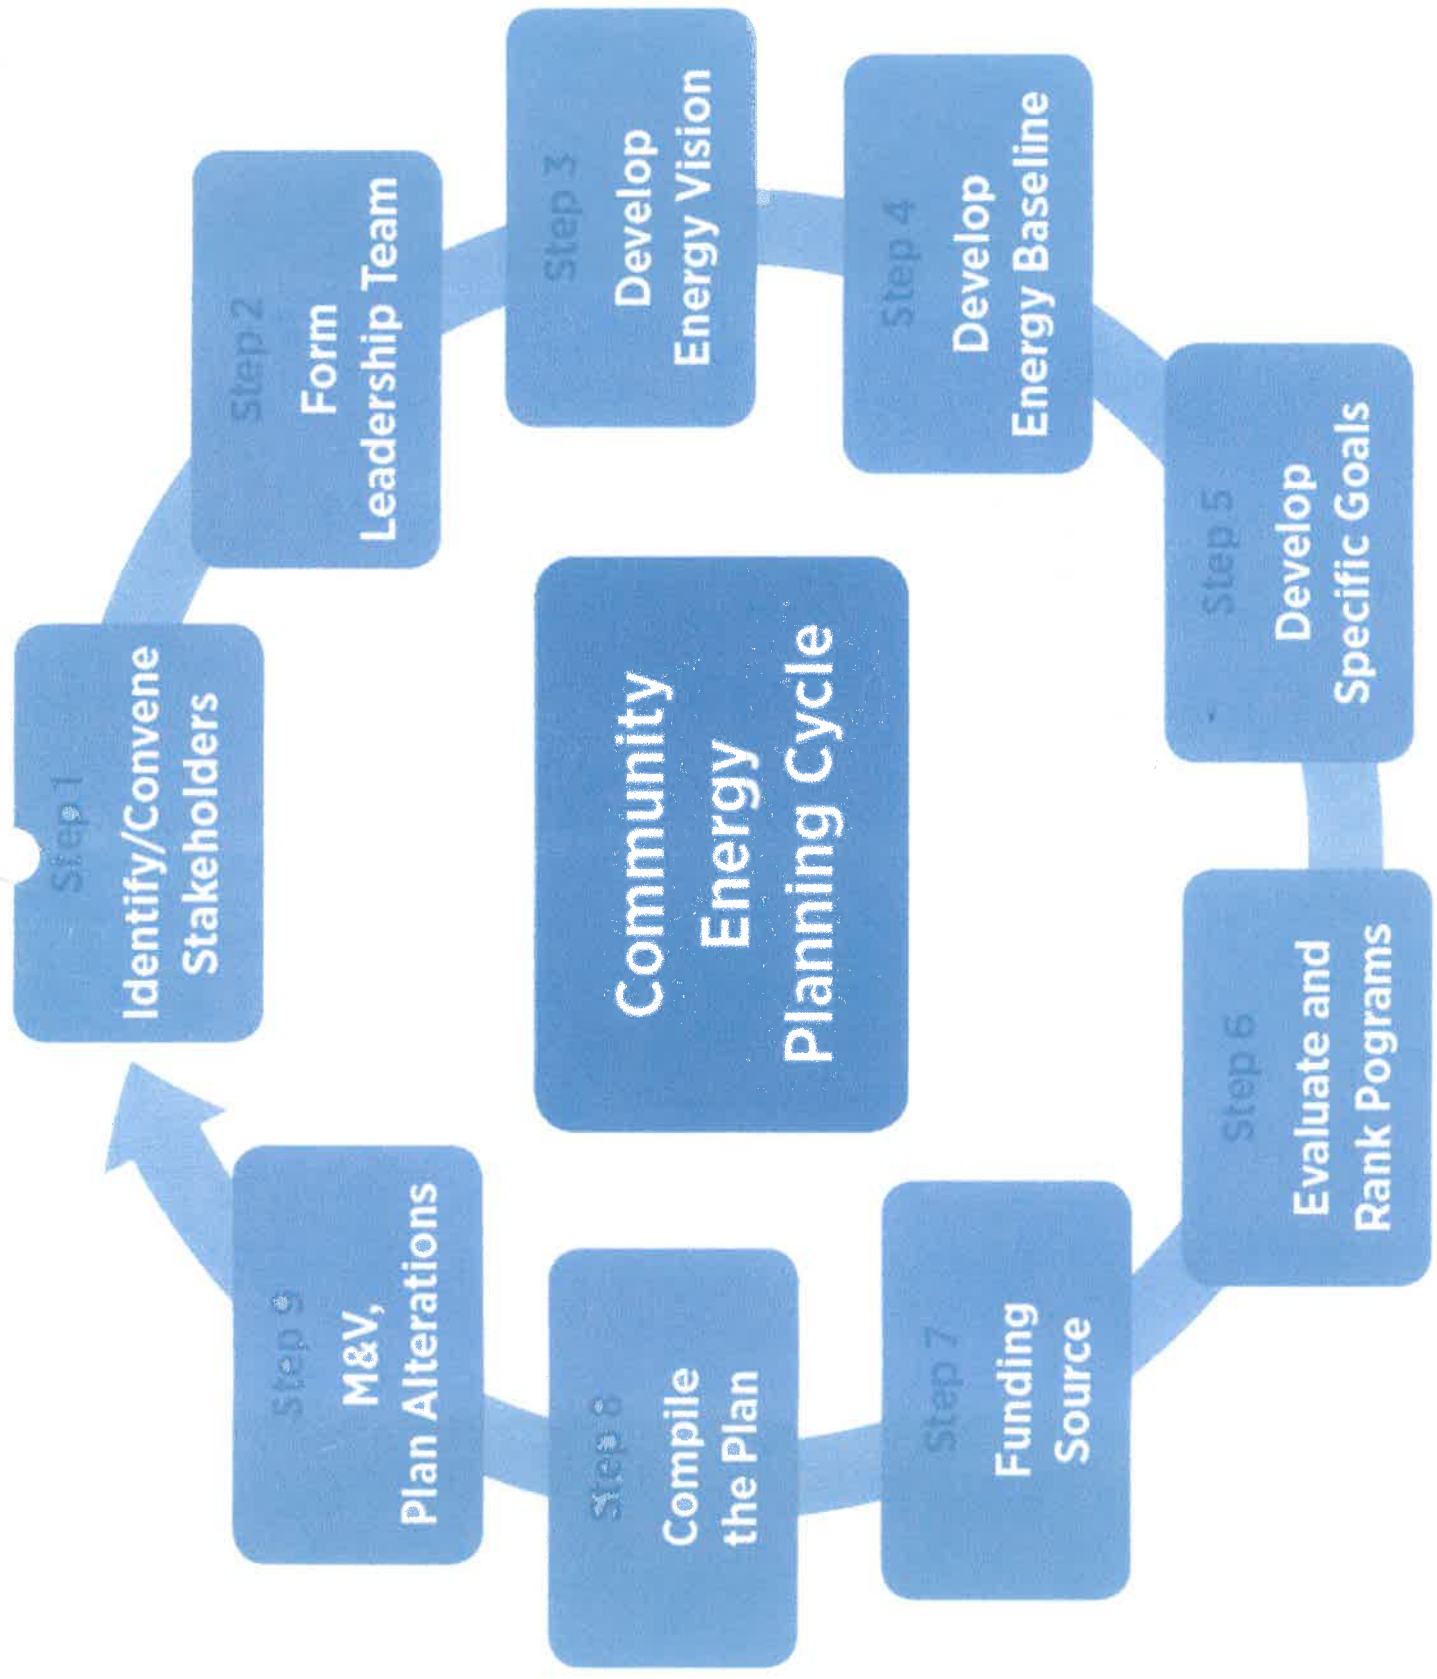 Community
Energy
Planning Cycle
Step 1
Identify/Convene
Stakeholders
Step 2
Form
Leadership Team
Step 3
Develop
Energy Vision
Step 4
Develop
Energy Baseline
Step 5
Develop
Specific Goals
Step 6
Evaluate and
Rank Pograms
Step 7
Funding
Source
Step 8
Compile
the Plan
Step 9
M&V,
Plan Alterations